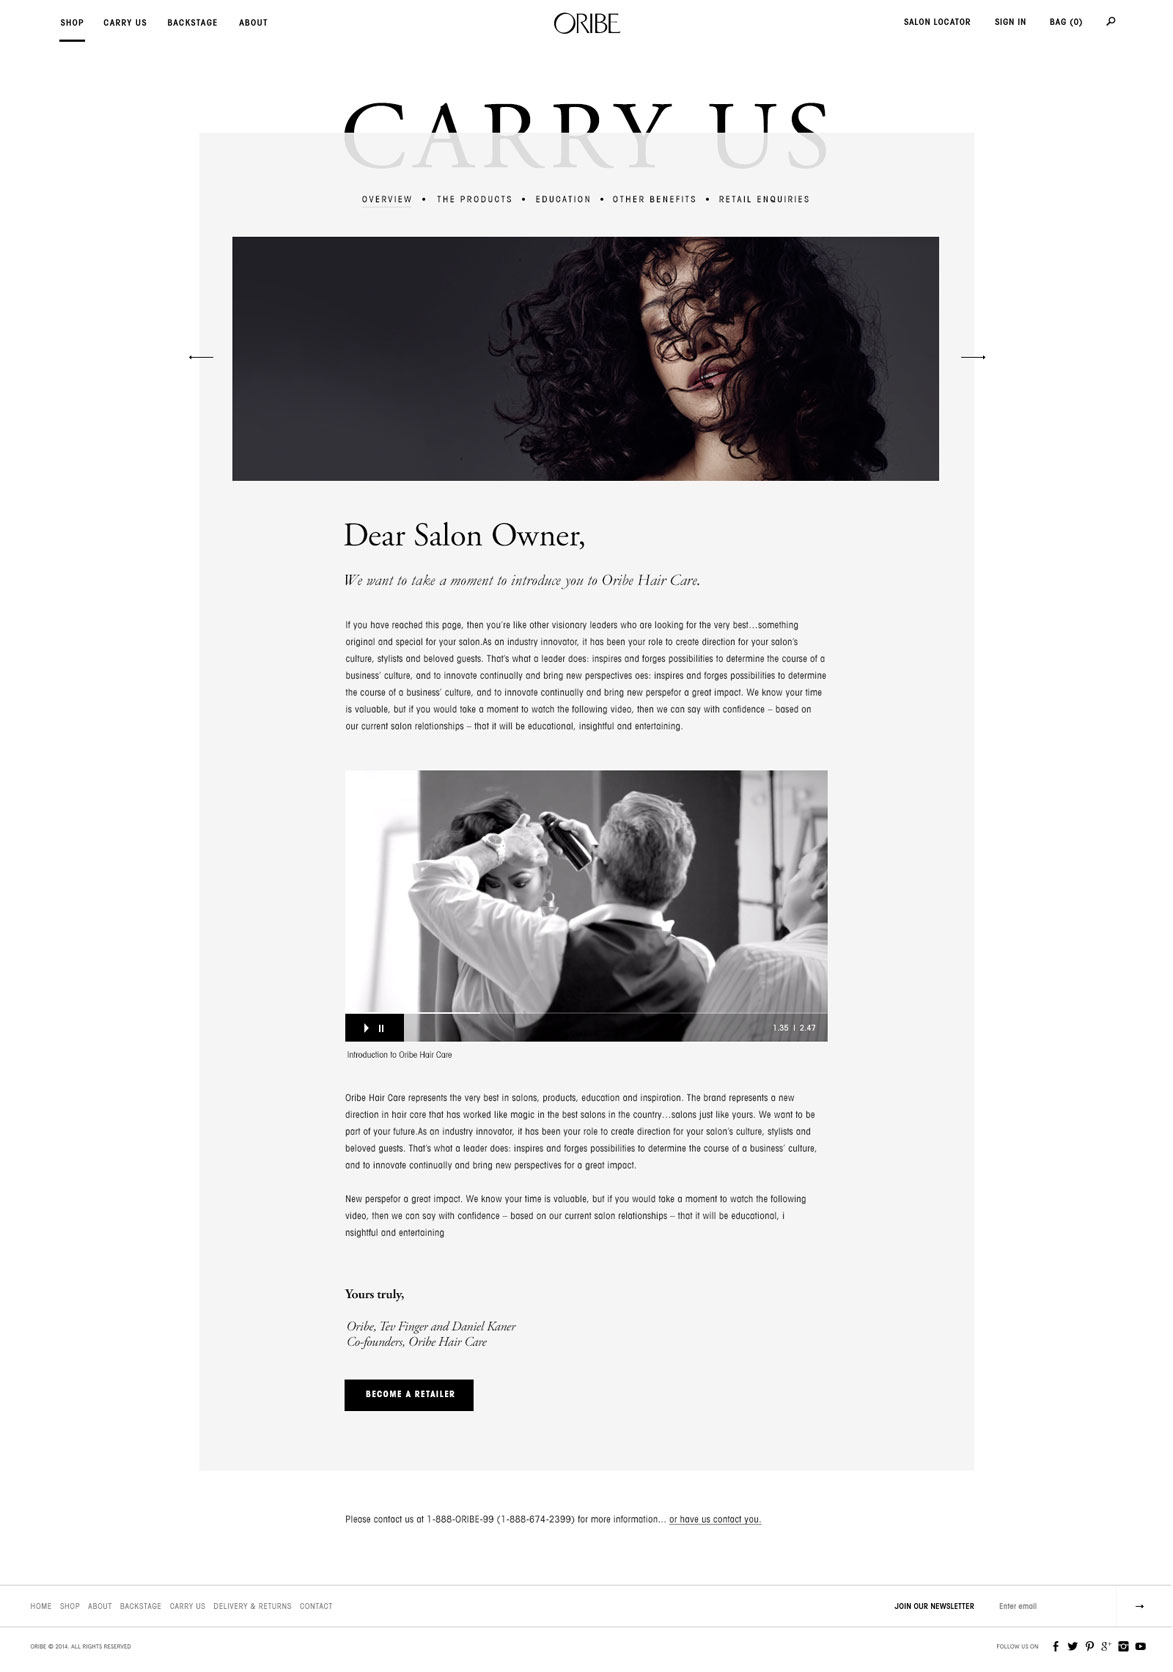 SHOP CARRY US BACKSTAGE ABOUT ORIBE SALON LOCATOR SIGN IN BAG (0)
CARRY US
OVERVIEW • THE PRODUCTS • EDUCATION • OTHER BENEFITS • RETAIL ENQUIRIES
Dear Salon Owner,
We want to take a moment to introduce you to Oribe Hair Care.
If you have reached this page, then you're like other visionary leaders who are looking for the very best...something
original and special for your salon.As an industry innovator, it has been your role to create direction for your salon's
culture, stylists and beloved guests. That's what a leader does: inspires and forges possibilities to determine the course of a
business' culture, and to innovate continually and bring new perspectives oes: inspires and forges possibilities to determine
the course of a business' culture, and to innovate continually and bring new perspefor a great impact. We know your time
is valuable, but if you would take a moment to watch the following video, then we can say with confidence – based on
our current salon relationships – that it will be educational, insightful and entertaining.
1.35 | 2.47
Introduction to Oribe Hair Care
Oribe Hair Care represents the very best in salons, products, education and inspiration. The brand represents a new
direction in hair care that has worked like magic in the best salons in the country...salons just like yours. We want to be
part of your future.As an industry innovator, it has been your role to create direction for your salon's culture, stylists and
beloved guests. That's what a leader does: inspires and forges possibilities to determine the course of a business' culture,
and to innovate continually and bring new perspectives for a great impact.
New perspefor a great impact. We know your time is valuable, but if you would take a moment to watch the following
video, then we can say with confidence – based on our current salon relationships – that it will be educational, i
nsightful and entertaining
Yours truly,
Oribe, Tev Finger and Daniel Kaner
Co-founders, Oribe Hair Care
BECOME A RETAILER
Please contact us at 1-888-ORIBE-99 (1-888-674-2399) for more information... or have us contact you.
HOME SHOP ABOUT BACKSTAGE CARRY US DELIVERY & RETURNS CONTACT JOIN OUR NEWSLETTER Enter email
ORIBE © 2014. ALL RIGHTS RESERVED FOLLOW US ON